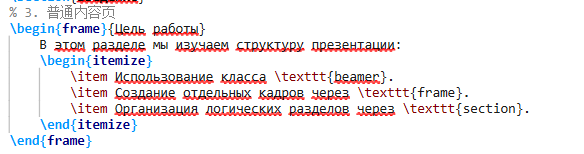 % 3. 普通内容页
\begin{frame}{Цель работы}
В этом разделе мы изучаем структуру презентации:
\begin{itemize}
\item Использование класса \texttt{beamer}.
\item Создание отдельных кадров через \texttt{frame}.
\item Организация логических разделов через \texttt{section}.
\end{itemize}
\end{frame}